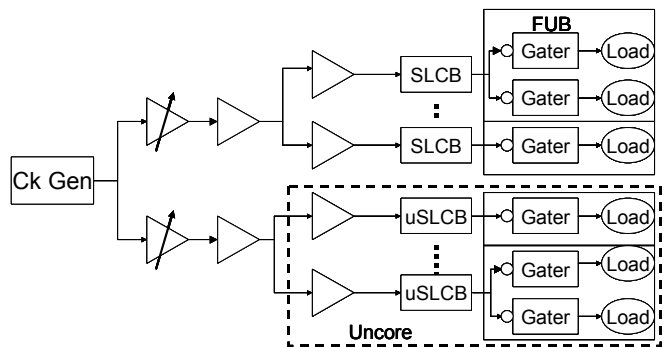 FUB
Gater Load
SLCB
Gater Load
SLCB Gater Load
Ck Gen
uSLCB Gater Load
Gater Load
uSLCB
Gater Load
Uncore